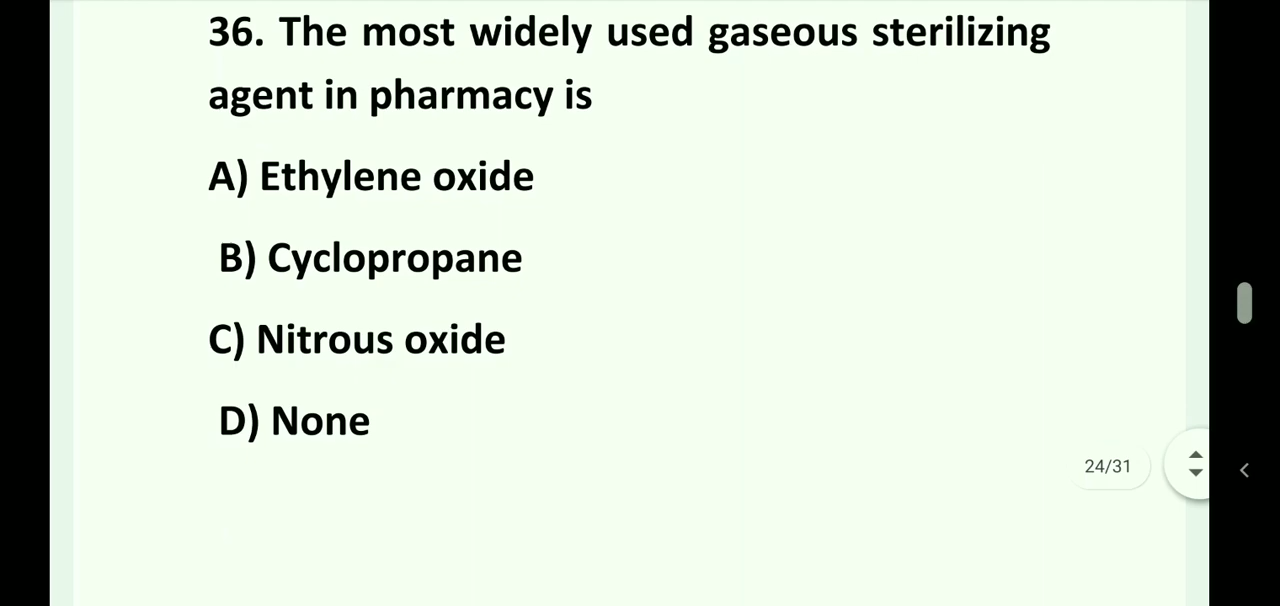 36. The most widely used gaseous sterilizing
agent in pharmacy is
A) Ethylene oxide
B) Cyclopropane
C) Nitrous oxide
D) None
24/31